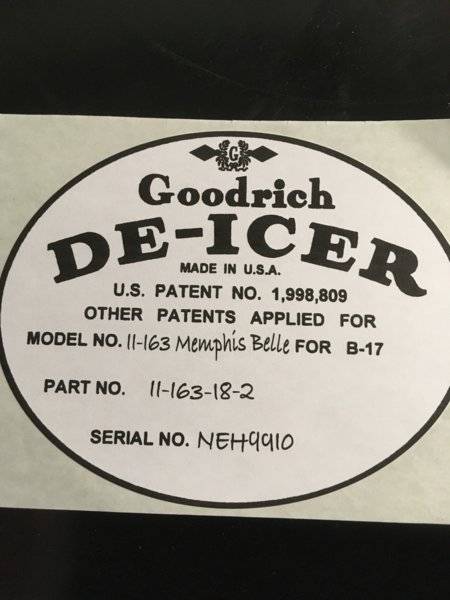 G
Goodrich
DE-ICER
MADE IN U.S.A.
U.S. PATENT NO. 1,998,809
OTHER PATENTS APPLIED FOR
MODEL NO. 11-163 Memphis Belle FOR B-17
PART NO. 11-163-18-2
SERIAL NO. NEH9910